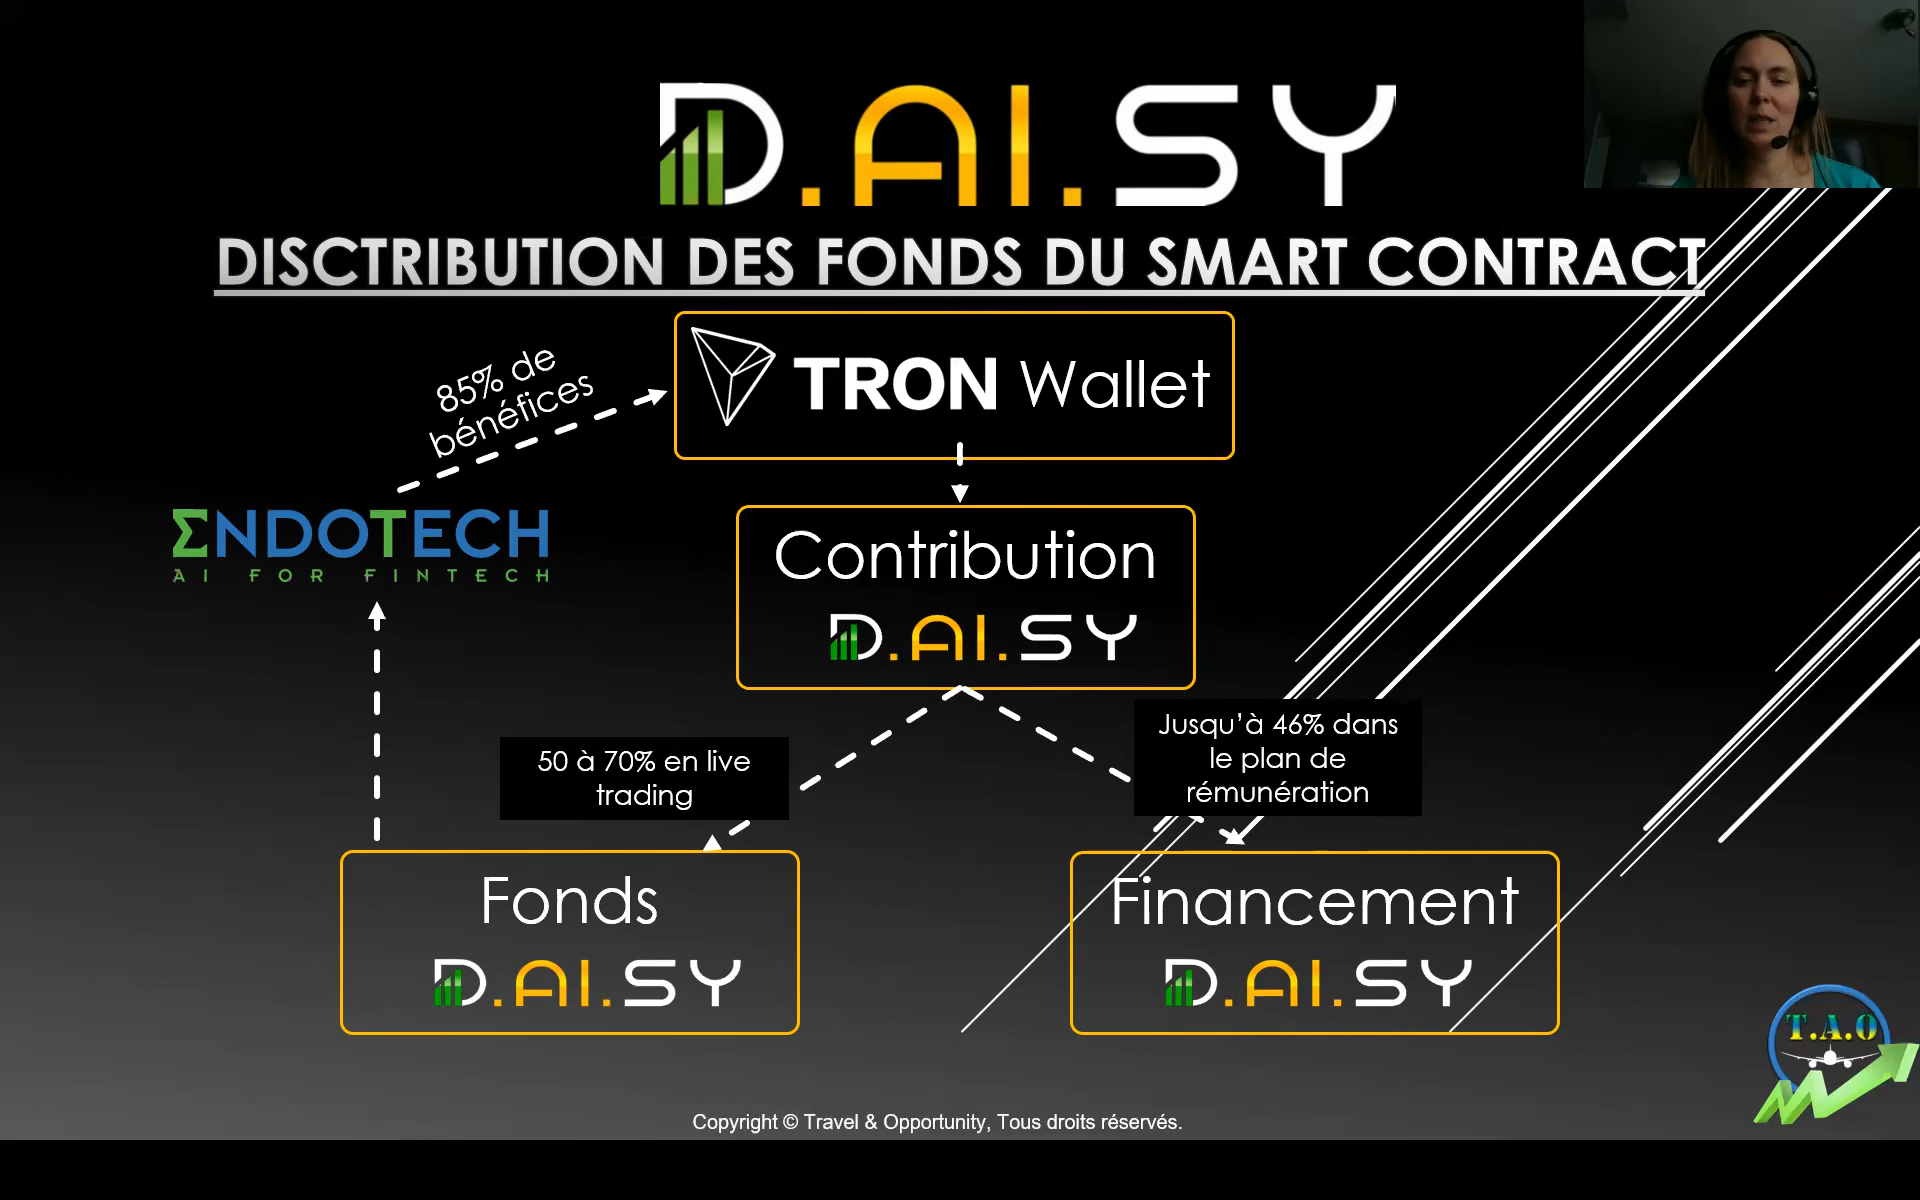 D.AI.SY
DISCTRIBUTION DES FONDS DU SMART CONTRACT
85% de
bénéfices
TRON Wallet
ΣNDOTECH
AI FOR FINTECH
Contribution
D.AI.SY
50 à 70% en live
trading
Jusqu'à 46% dans
le plan de
rémunération
Fonds
D.AI.SY
Financement
D.AI.SY
T.A.O
Copyright © Travel & Opportunity, Tous droits réservés.